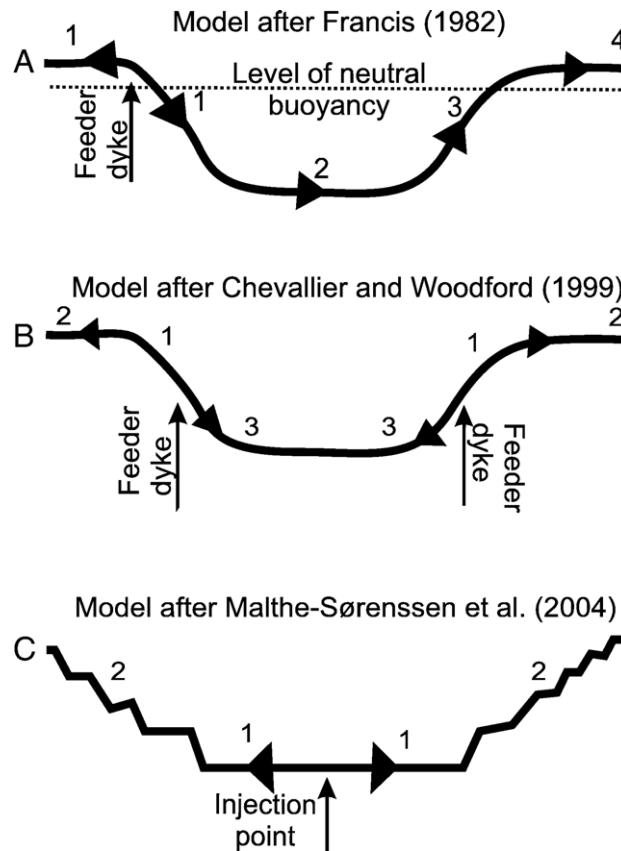 Model after Francis (1982)
A
1
4
Level of neutral
buoyancy
1
3
2
Feeder
dyke
Model after Chevallier and Woodford (1999)
B
2
1
1
2
3
3
Feeder
dyke
Feeder
dyke
Model after Malthe-Sørenssen et al. (2004)
C
2
2
1
1
Injection
point